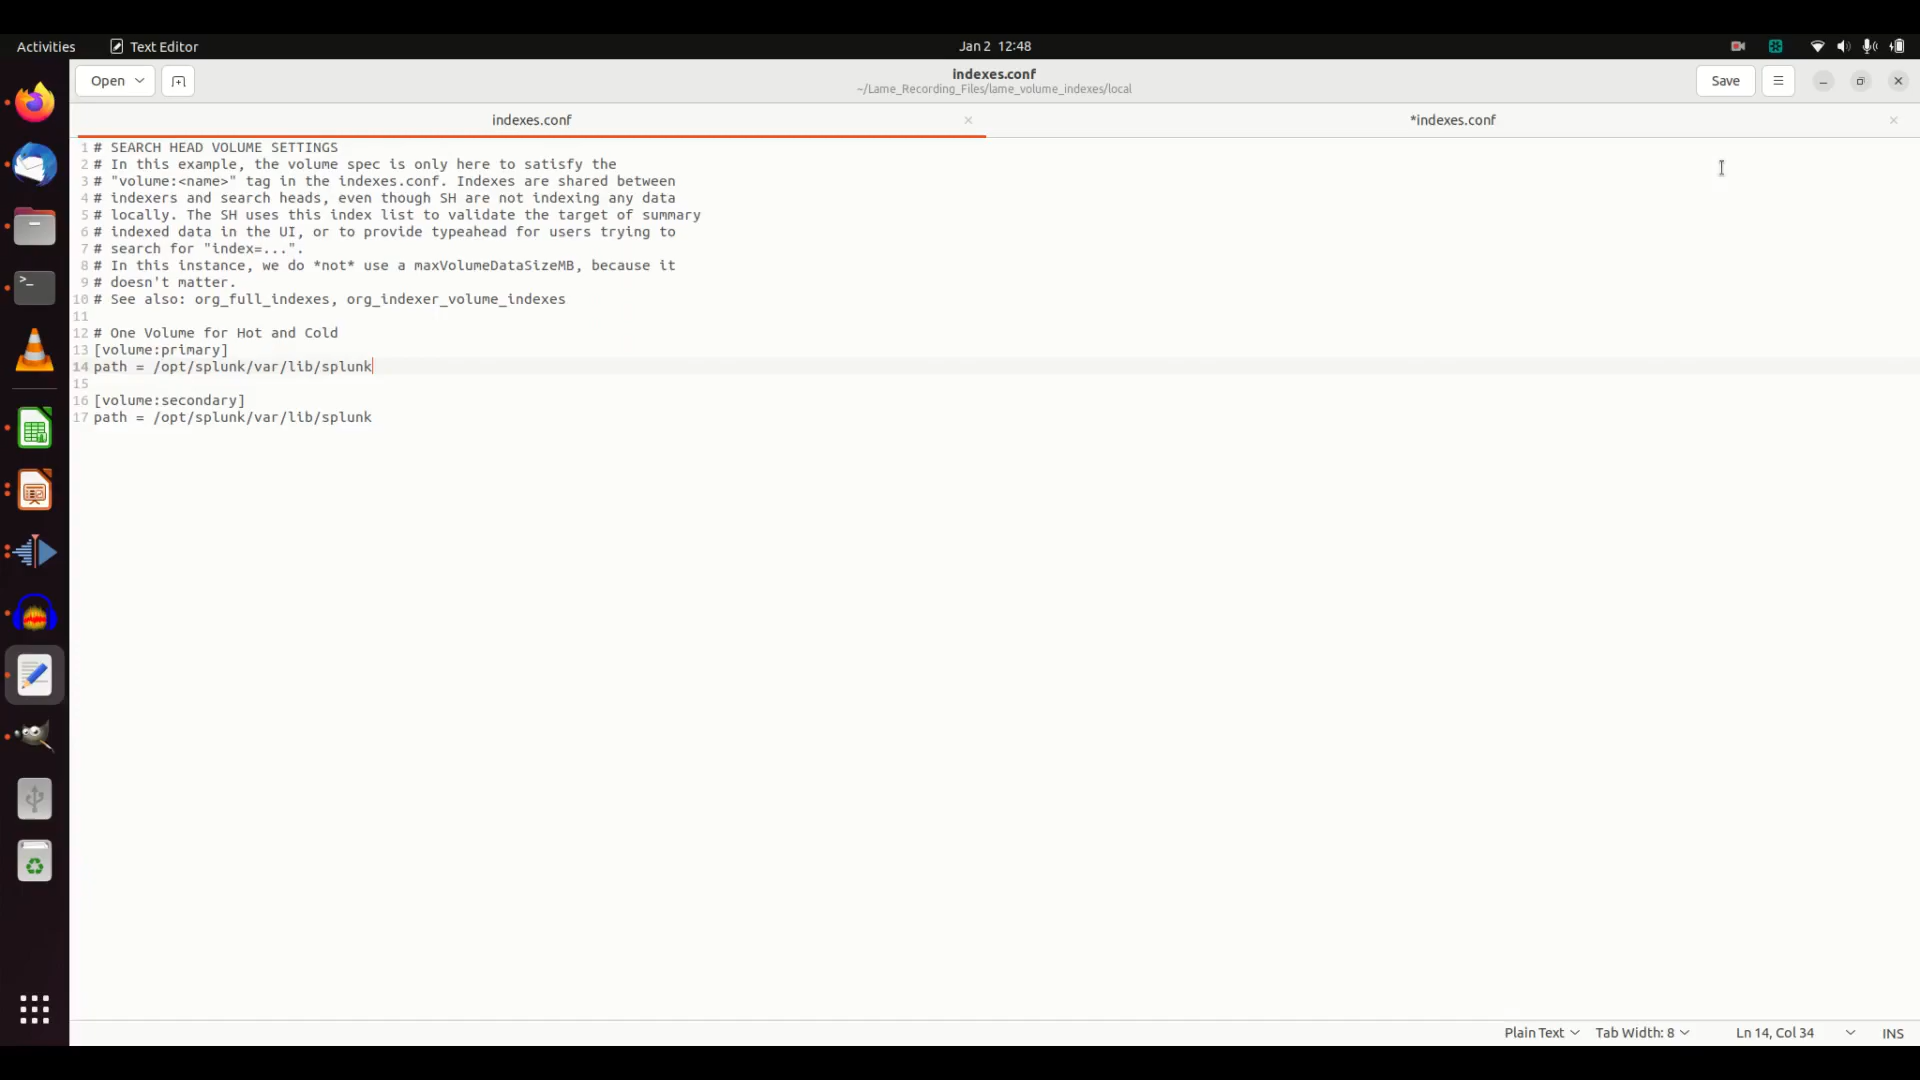 Activities
Text Editor
Jan 2 12:48
Open
indexes.conf
~/Lame_Recording_Files/lame_volume_indexes/local
Save
indexes.conf
*indexes.conf
1 # SEARCH HEAD VOLUME SETTINGS
2 # In this example, the volume spec is only here to satisfy the
3 # "volume:<name>" tag in the indexes.conf. Indexes are shared between
4 # indexers and search heads, even though SH are not indexing any data
5 # locally. The SH uses this index list to validate the target of summary
6 # indexed data in the UI, or to provide typeahead for users trying to
7 # search for "index=...".
8 # In this instance, we do *not* use a maxVolumeDataSizeMB, because it
9 # doesn't matter.
10 # See also: org_full_indexes, org_indexer_volume_indexes
11
12 # One Volume for Hot and Cold
13 [volume:primary]
14 path = /opt/splunk/var/lib/splunk
15
16 [volume:secondary]
17 path = /opt/splunk/var/lib/splunk
Plain Text
Tab Width: 8
Ln 14, Col 34
INS